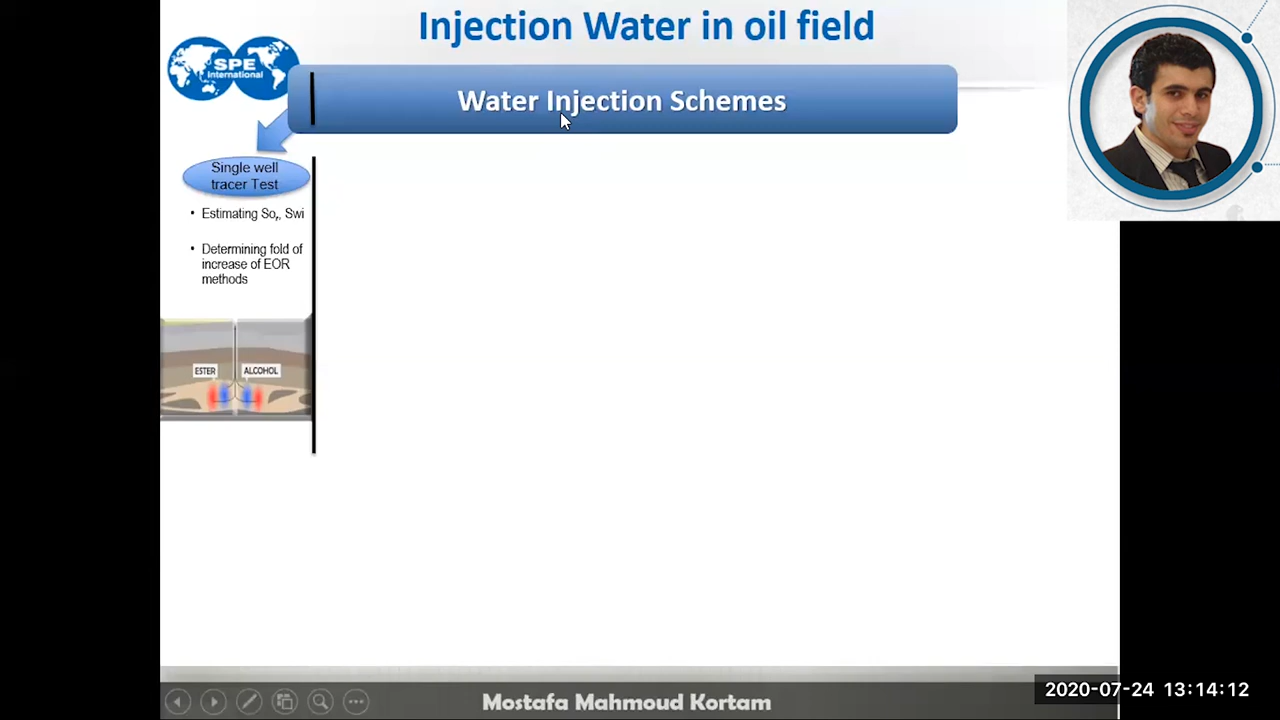 Injection Water in oil field
SPE
International
Water Injection Schemes
Single well
tracer Test
• Estimating Sor, Swi
• Determining fold of
increase of EOR
methods
ESTER
ALCOHOL
Mostafa Mahmoud Kortam
2020-07-24 13:14:12